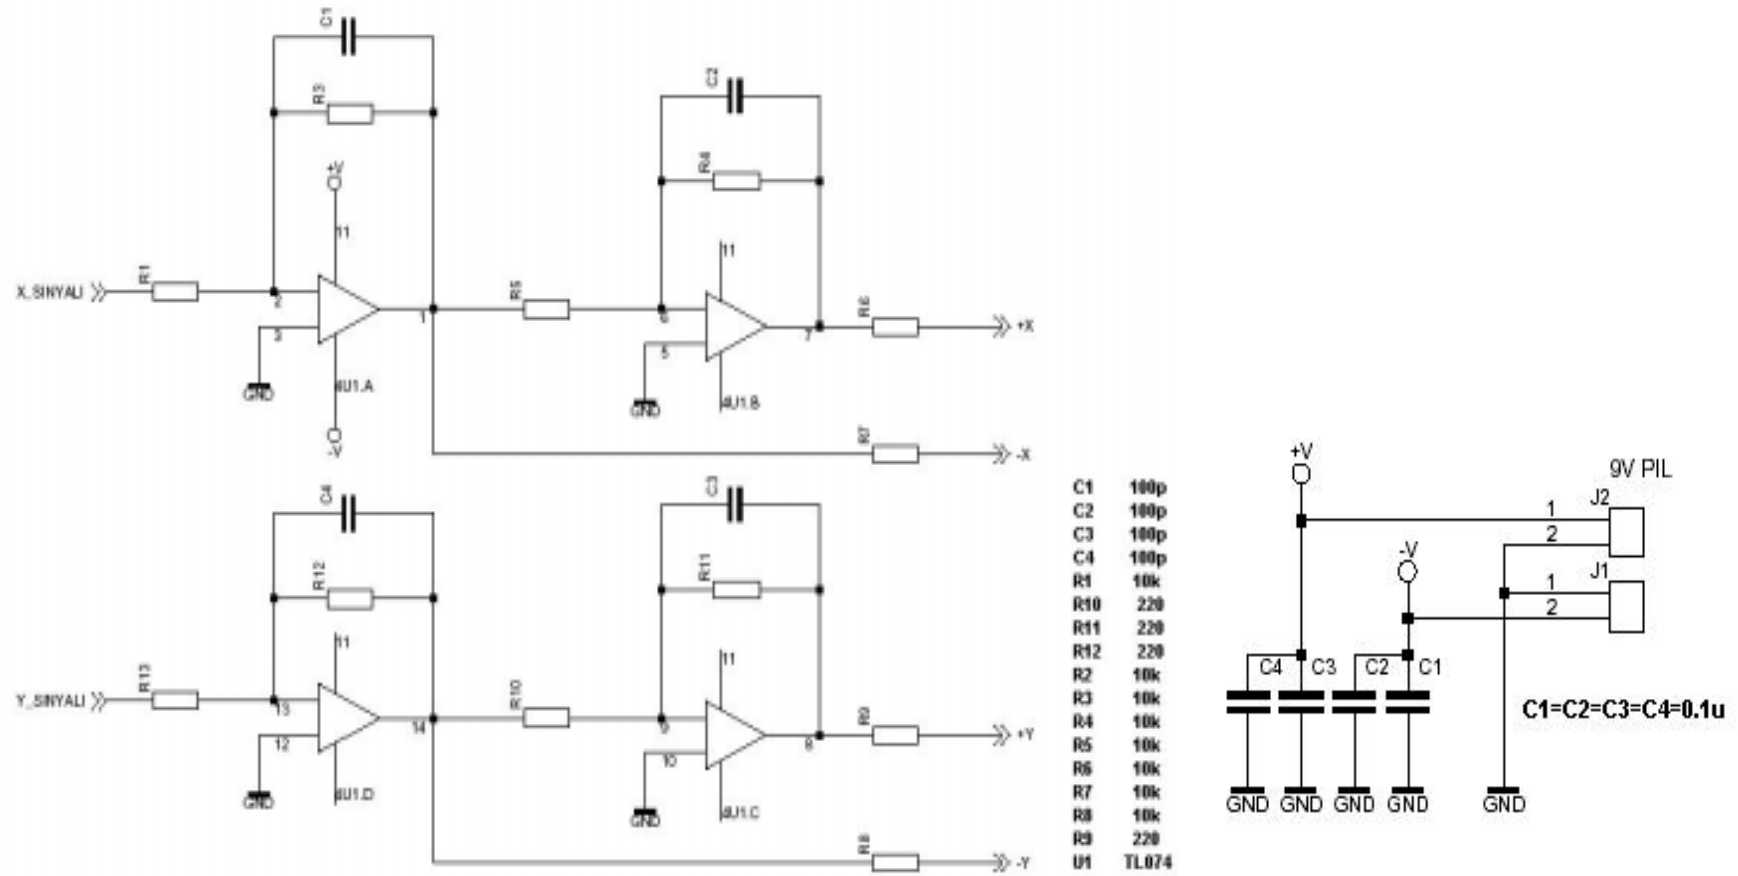 C1
R3
+V
11
X_SINYALI
R1
2
3
1
GND
4U1.A
-V
C2
R4
R5
11
6
5
7
GND
4U1.B
R6
+X
R7
-X
C4
R12
11
Y_SINYALI
R13
13
12
14
GND
4U1.D
C3
R11
R10
11
9
10
8
GND
4U1.C
R9
+Y
R8
-Y
C1 100p
C2 100p
C3 100p
C4 100p
R1 10k
R10 220
R11 220
R12 220
R2 10k
R3 10k
R4 10k
R5 10k
R6 10k
R7 10k
R8 10k
R9 220
U1 TL074
+V
9V PIL
J2
1
2
-V
J1
1
2
C4 C3 C2 C1
C1=C2=C3=C4=0.1u
GND GND GND GND GND